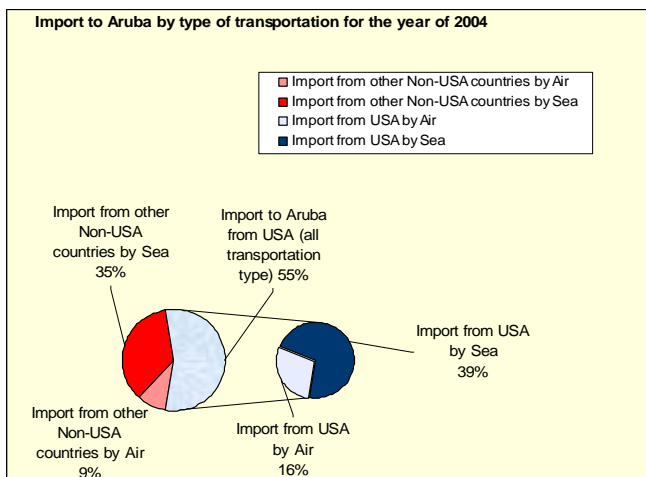 Import to Aruba by type of transportation for the year of 2004
Import from other Non-USA countries by Air
Import from other Non-USA countries by Sea
Import from USA by Air
Import from USA by Sea
Import from other
Non-USA
countries by Sea
35%
Import to Aruba
from USA (all
transportation
type) 55%
Import from USA
by Sea
39%
Import from other
Non-USA
countries by Air
9%
Import from USA
by Air
16%